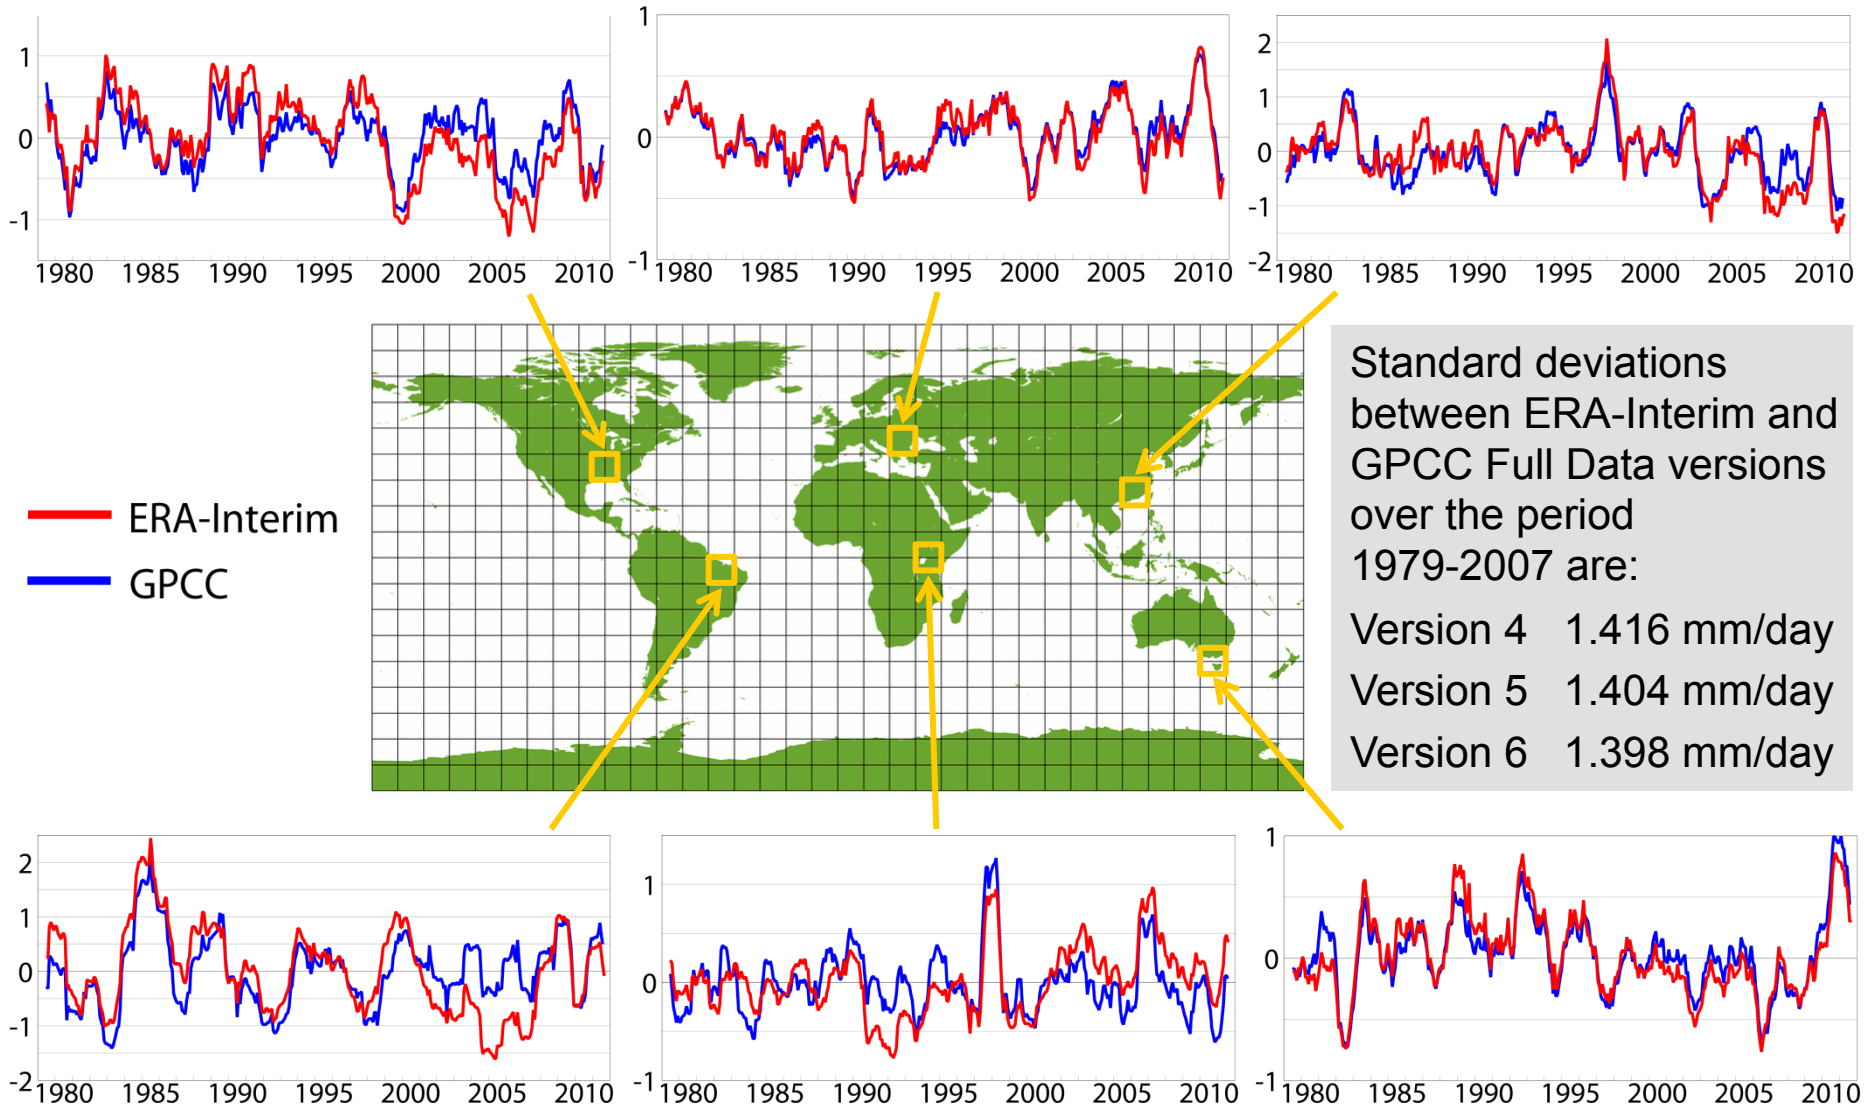 1
0
-1
1980 1985 1990 1995 2000 2005 2010
1
0
-1
1980 1985 1990 1995 2000 2005 2010
2
1
0
-1
-2
1980 1985 1990 1995 2000 2005 2010
ERA-Interim
GPCC
Standard deviations
between ERA-Interim and
GPCC Full Data versions
over the period
1979-2007 are:
Version 4 1.416 mm/day
Version 5 1.404 mm/day
Version 6 1.398 mm/day
2
1
0
-1
-2
1980 1985 1990 1995 2000 2005 2010
1
0
-1
1980 1985 1990 1995 2000 2005 2010
1
0
-1
1980 1985 1990 1995 2000 2005 2010